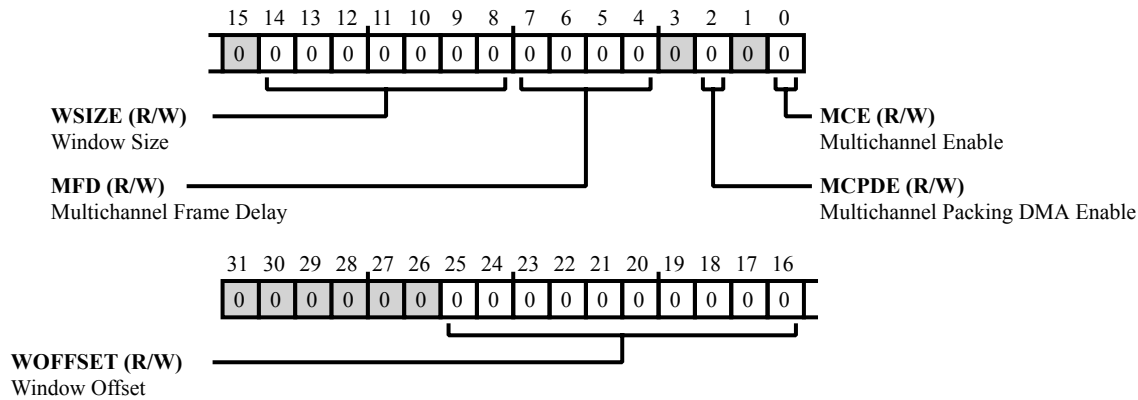 15 14 13 12 11 10 9 8 7 6 5 4 3 2 1 0
0 0 0 0 0 0 0 0 0 0 0 0 0 0 0 0
WSIZE (R/W)
Window Size
MCE (R/W)
Multichannel Enable
MFD (R/W)
Multichannel Frame Delay
MCPDE (R/W)
Multichannel Packing DMA Enable
31 30 29 28 27 26 25 24 23 22 21 20 19 18 17 16
0 0 0 0 0 0 0 0 0 0 0 0 0 0 0 0
WOFFSET (R/W)
Window Offset